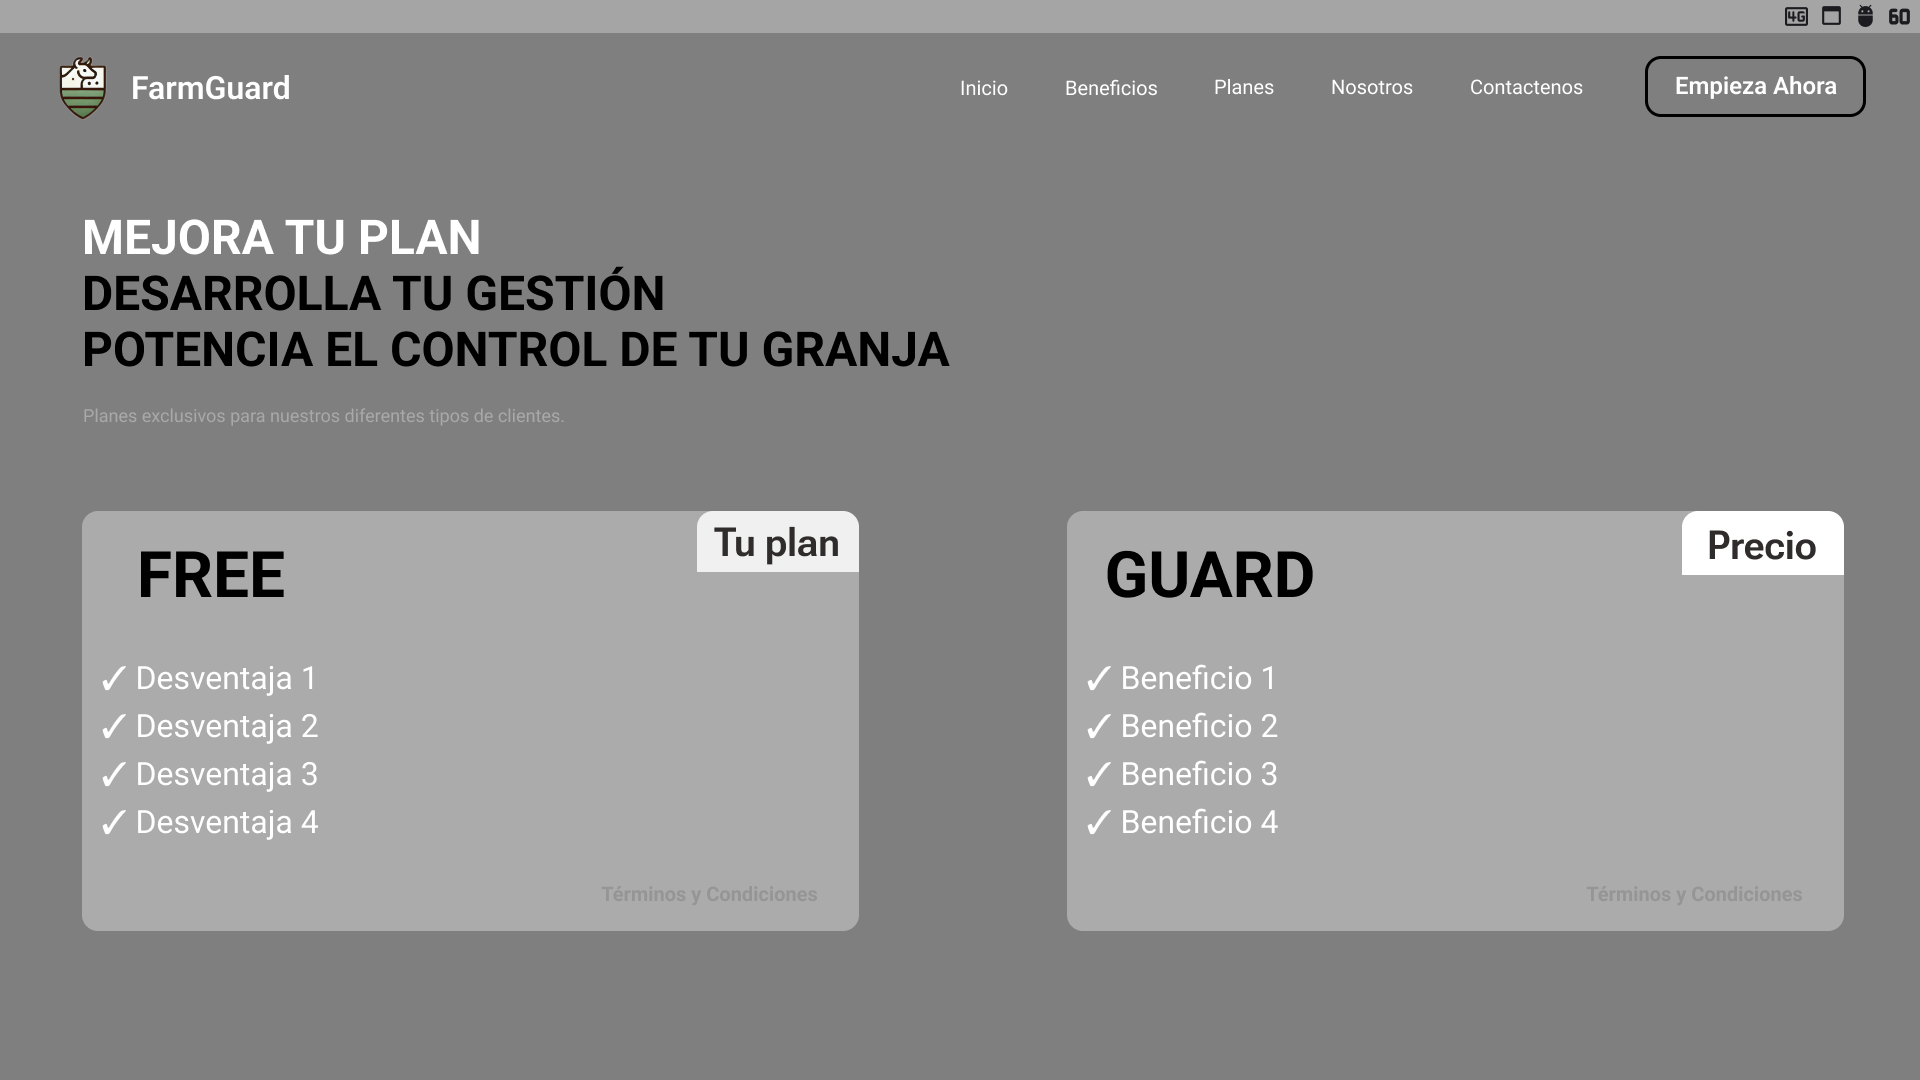 4G 60
FarmGuard
Inicio Beneficios Planes Nosotros Contactenos Empieza Ahora
MEJORA TU PLAN
DESARROLLA TU GESTIÓN
POTENCIA EL CONTROL DE TU GRANJA
Planes exclusivos para nuestros diferentes tipos de clientes.
FREE
Tu plan
✓ Desventaja 1
✓ Desventaja 2
✓ Desventaja 3
✓ Desventaja 4
Términos y Condiciones
GUARD
Precio
✓ Beneficio 1
✓ Beneficio 2
✓ Beneficio 3
✓ Beneficio 4
Términos y Condiciones